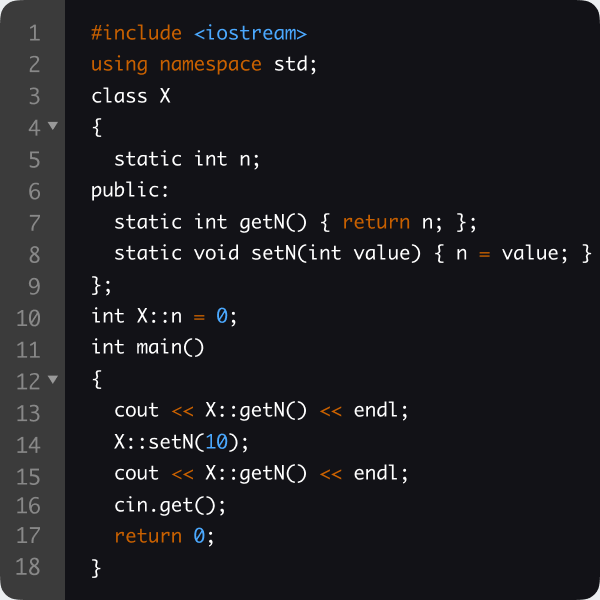 1 #include <iostream>
2 using namespace std;
3 class X
4 {
5 static int n;
6 public:
7 static int getN() { return n; };
8 static void setN(int value) { n = value; }
9 };
10 int X::n = 0;
11 int main()
12 {
13 cout << X::getN() << endl;
14 X::setN(10);
15 cout << X::getN() << endl;
16 cin.get();
17 return 0;
18 }